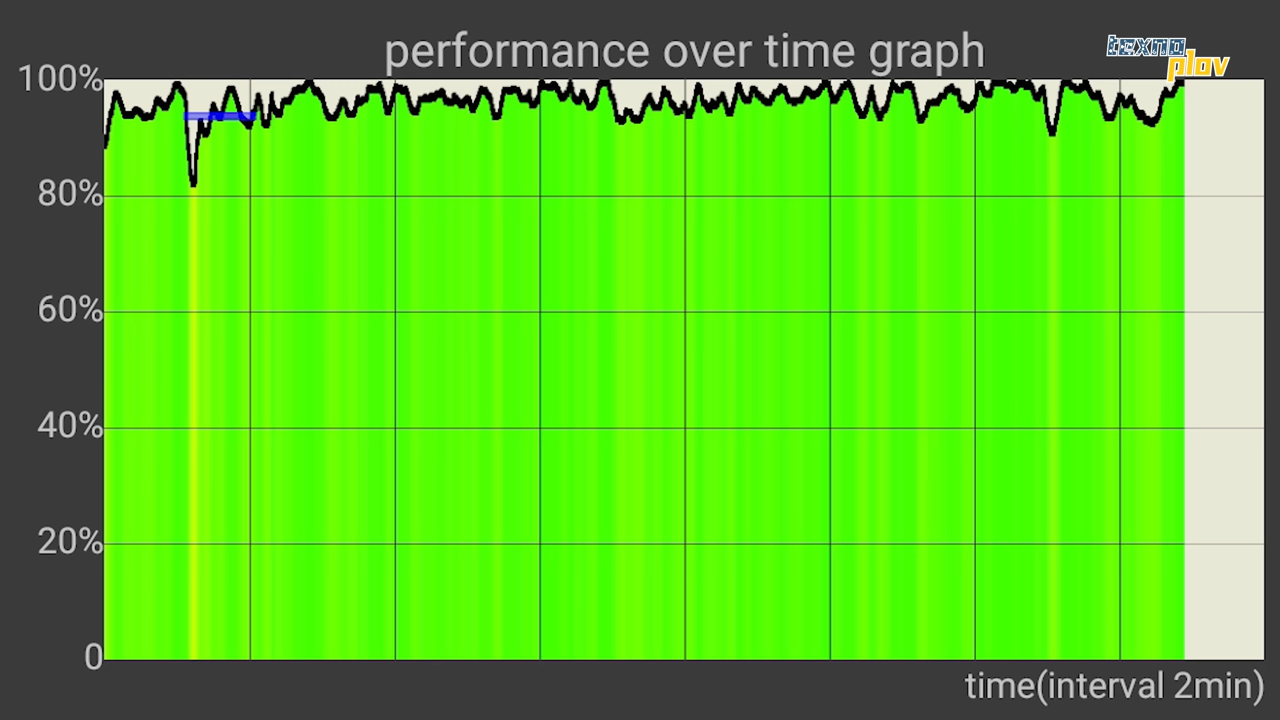 performance over time graph
texno
plov
100%
80%
60%
40%
20%
0
time(interval 2min)